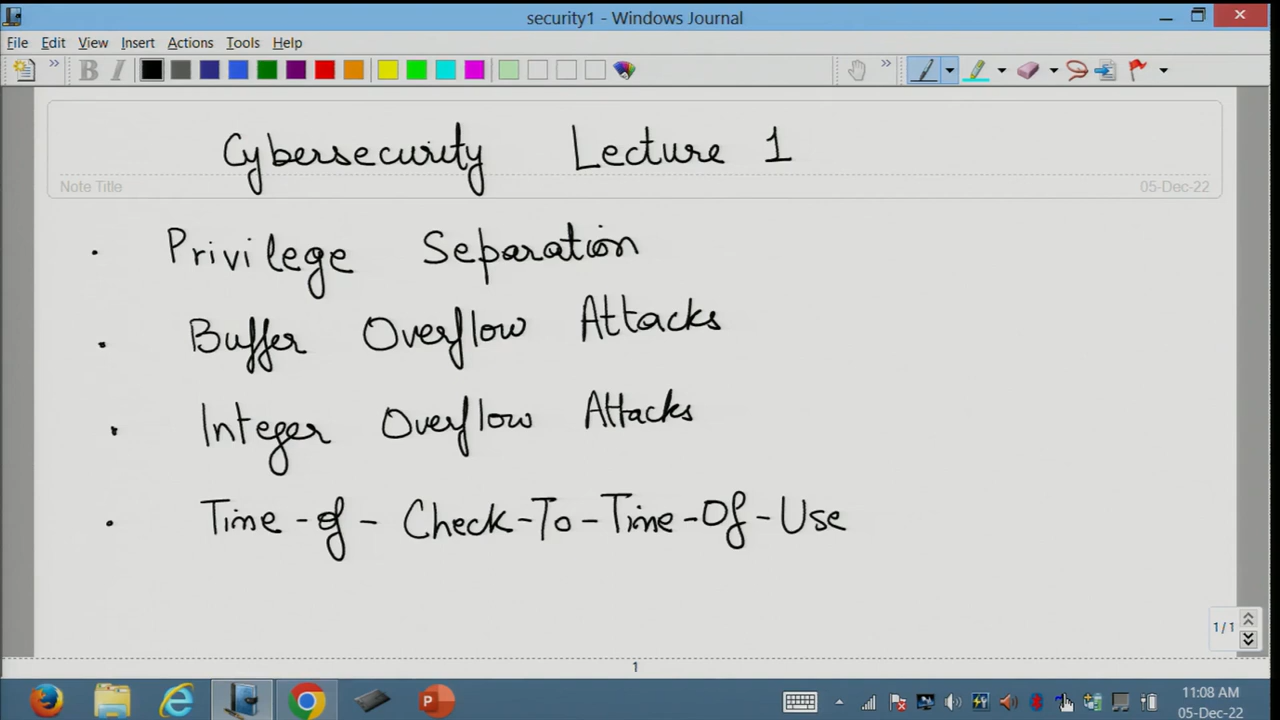 security1 - Windows Journal
File Edit View Insert Actions Tools Help
B I
Cybersecurity Lecture 1
Note Title 05-Dec-22
· Privilege Separation
· Buffer Overflow Attacks
· Integer Overflow Attacks
· Time-of-Check-To-Time-Of-Use
1/1
1
11:08 AM
05-Dec-22